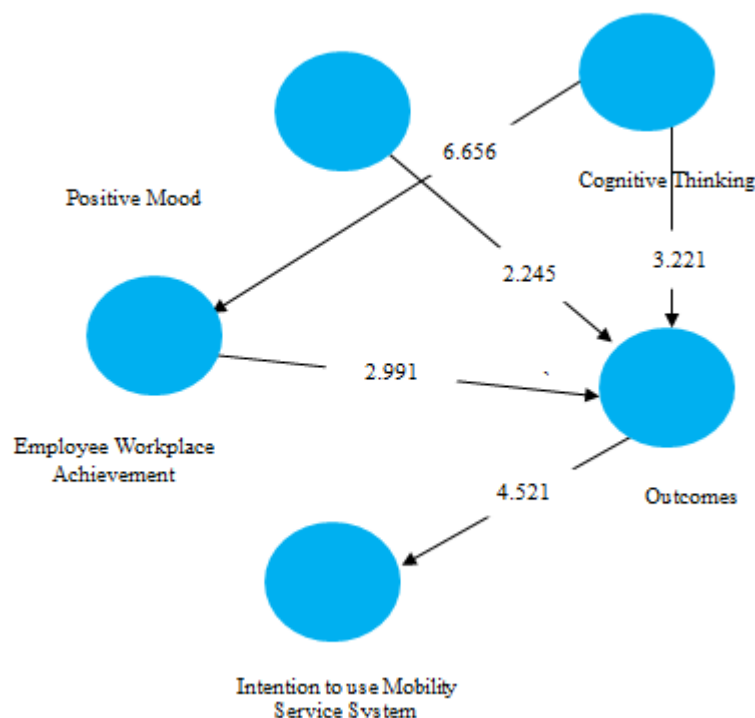 6.656
Cognitive Thinking
Positive Mood
2.245
3.221
2.991
Employee Workplace
Achievement
4.521
Outcomes
Intention to use Mobility
Service System